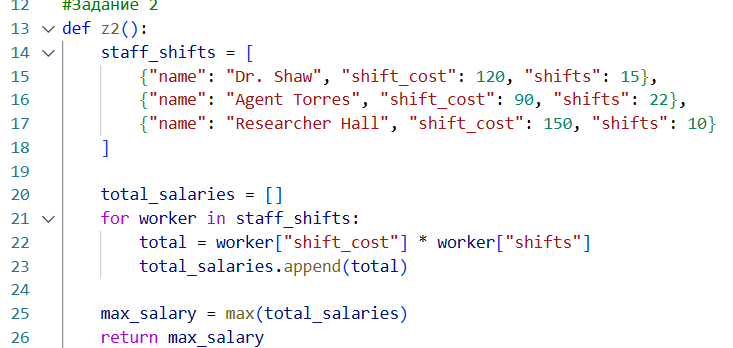 12 #Задание 2
13 def z2():
14     staff_shifts = [
15         {"name": "Dr. Shaw", "shift_cost": 120, "shifts": 15},
16         {"name": "Agent Torres", "shift_cost": 90, "shifts": 22},
17         {"name": "Researcher Hall", "shift_cost": 150, "shifts": 10}
18     ]
19
20     total_salaries = []
21     for worker in staff_shifts:
22         total = worker["shift_cost"] * worker["shifts"]
23         total_salaries.append(total)
24
25     max_salary = max(total_salaries)
26     return max_salary